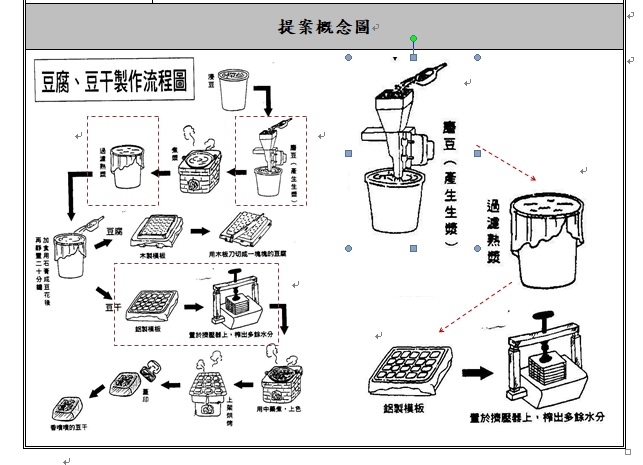 提案概念圖
豆腐、豆干製作流程圖
浸豆
磨豆(產生生漿)
煮漿
過濾熟漿
加食用石膏成豆花後
再靜置二十分鐘
豆腐
木製模板
用木板刀切成一塊塊的豆腐
豆干
鋁製模板
置於擠壓器上，榨出多餘水分
用中藥煮，上色
上架烘烤
蓋印
香噴噴的豆干
磨豆(產生生漿)
過濾熟漿
鋁製模板
置於擠壓器上，榨出多餘水分